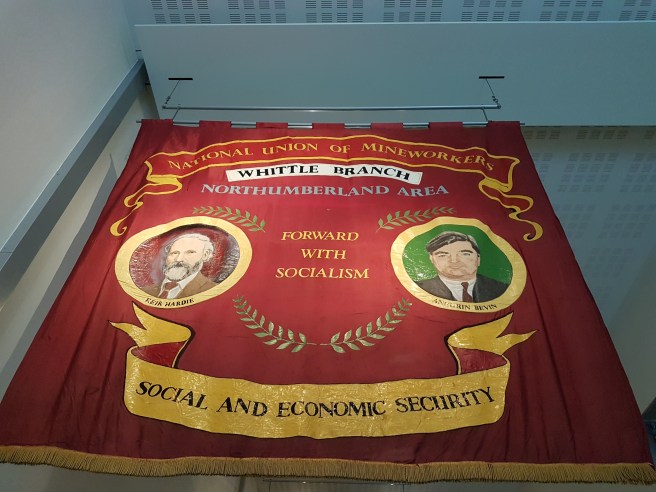 NATIONAL UNION OF MINEWORKERS
WHITTLE BRANCH
NORTHUMBERLAND AREA
FORWARD
WITH
SOCIALISM
KEIR HARDIE
ANEURIN BEVIN
SOCIAL AND ECONOMIC SECURITY